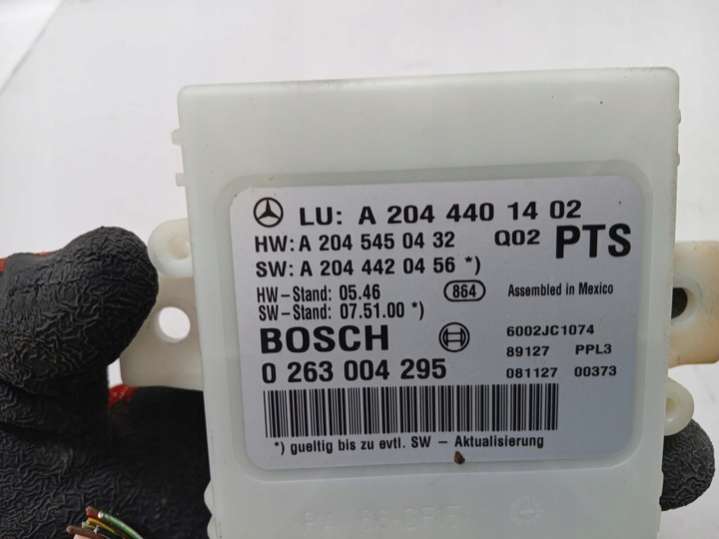 LU: A 204 440 14 02
HW: A 204 545 04 32 Q02 PTS
SW: A 204 442 04 56 *)
HW-Stand: 05.46 864 Assembled in Mexico
SW-Stand: 07.51.00 *)
BOSCH 6002JC1074
89127 PPL3
0 263 004 295 081127 00373
*) gueltig bis zu evtl. SW - Aktualisierung